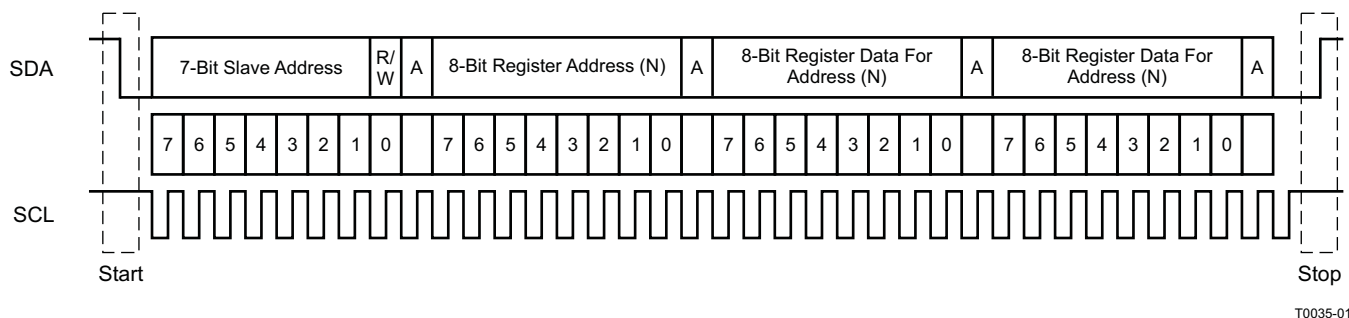 SDA
7-Bit Slave Address
R/
W
A
8-Bit Register Address (N)
A
8-Bit Register Data For
Address (N)
A
8-Bit Register Data For
Address (N)
A
7 6 5 4 3 2 1 0 7 6 5 4 3 2 1 0 7 6 5 4 3 2 1 0 7 6 5 4 3 2 1 0
SCL
Start
Stop
T0035-01